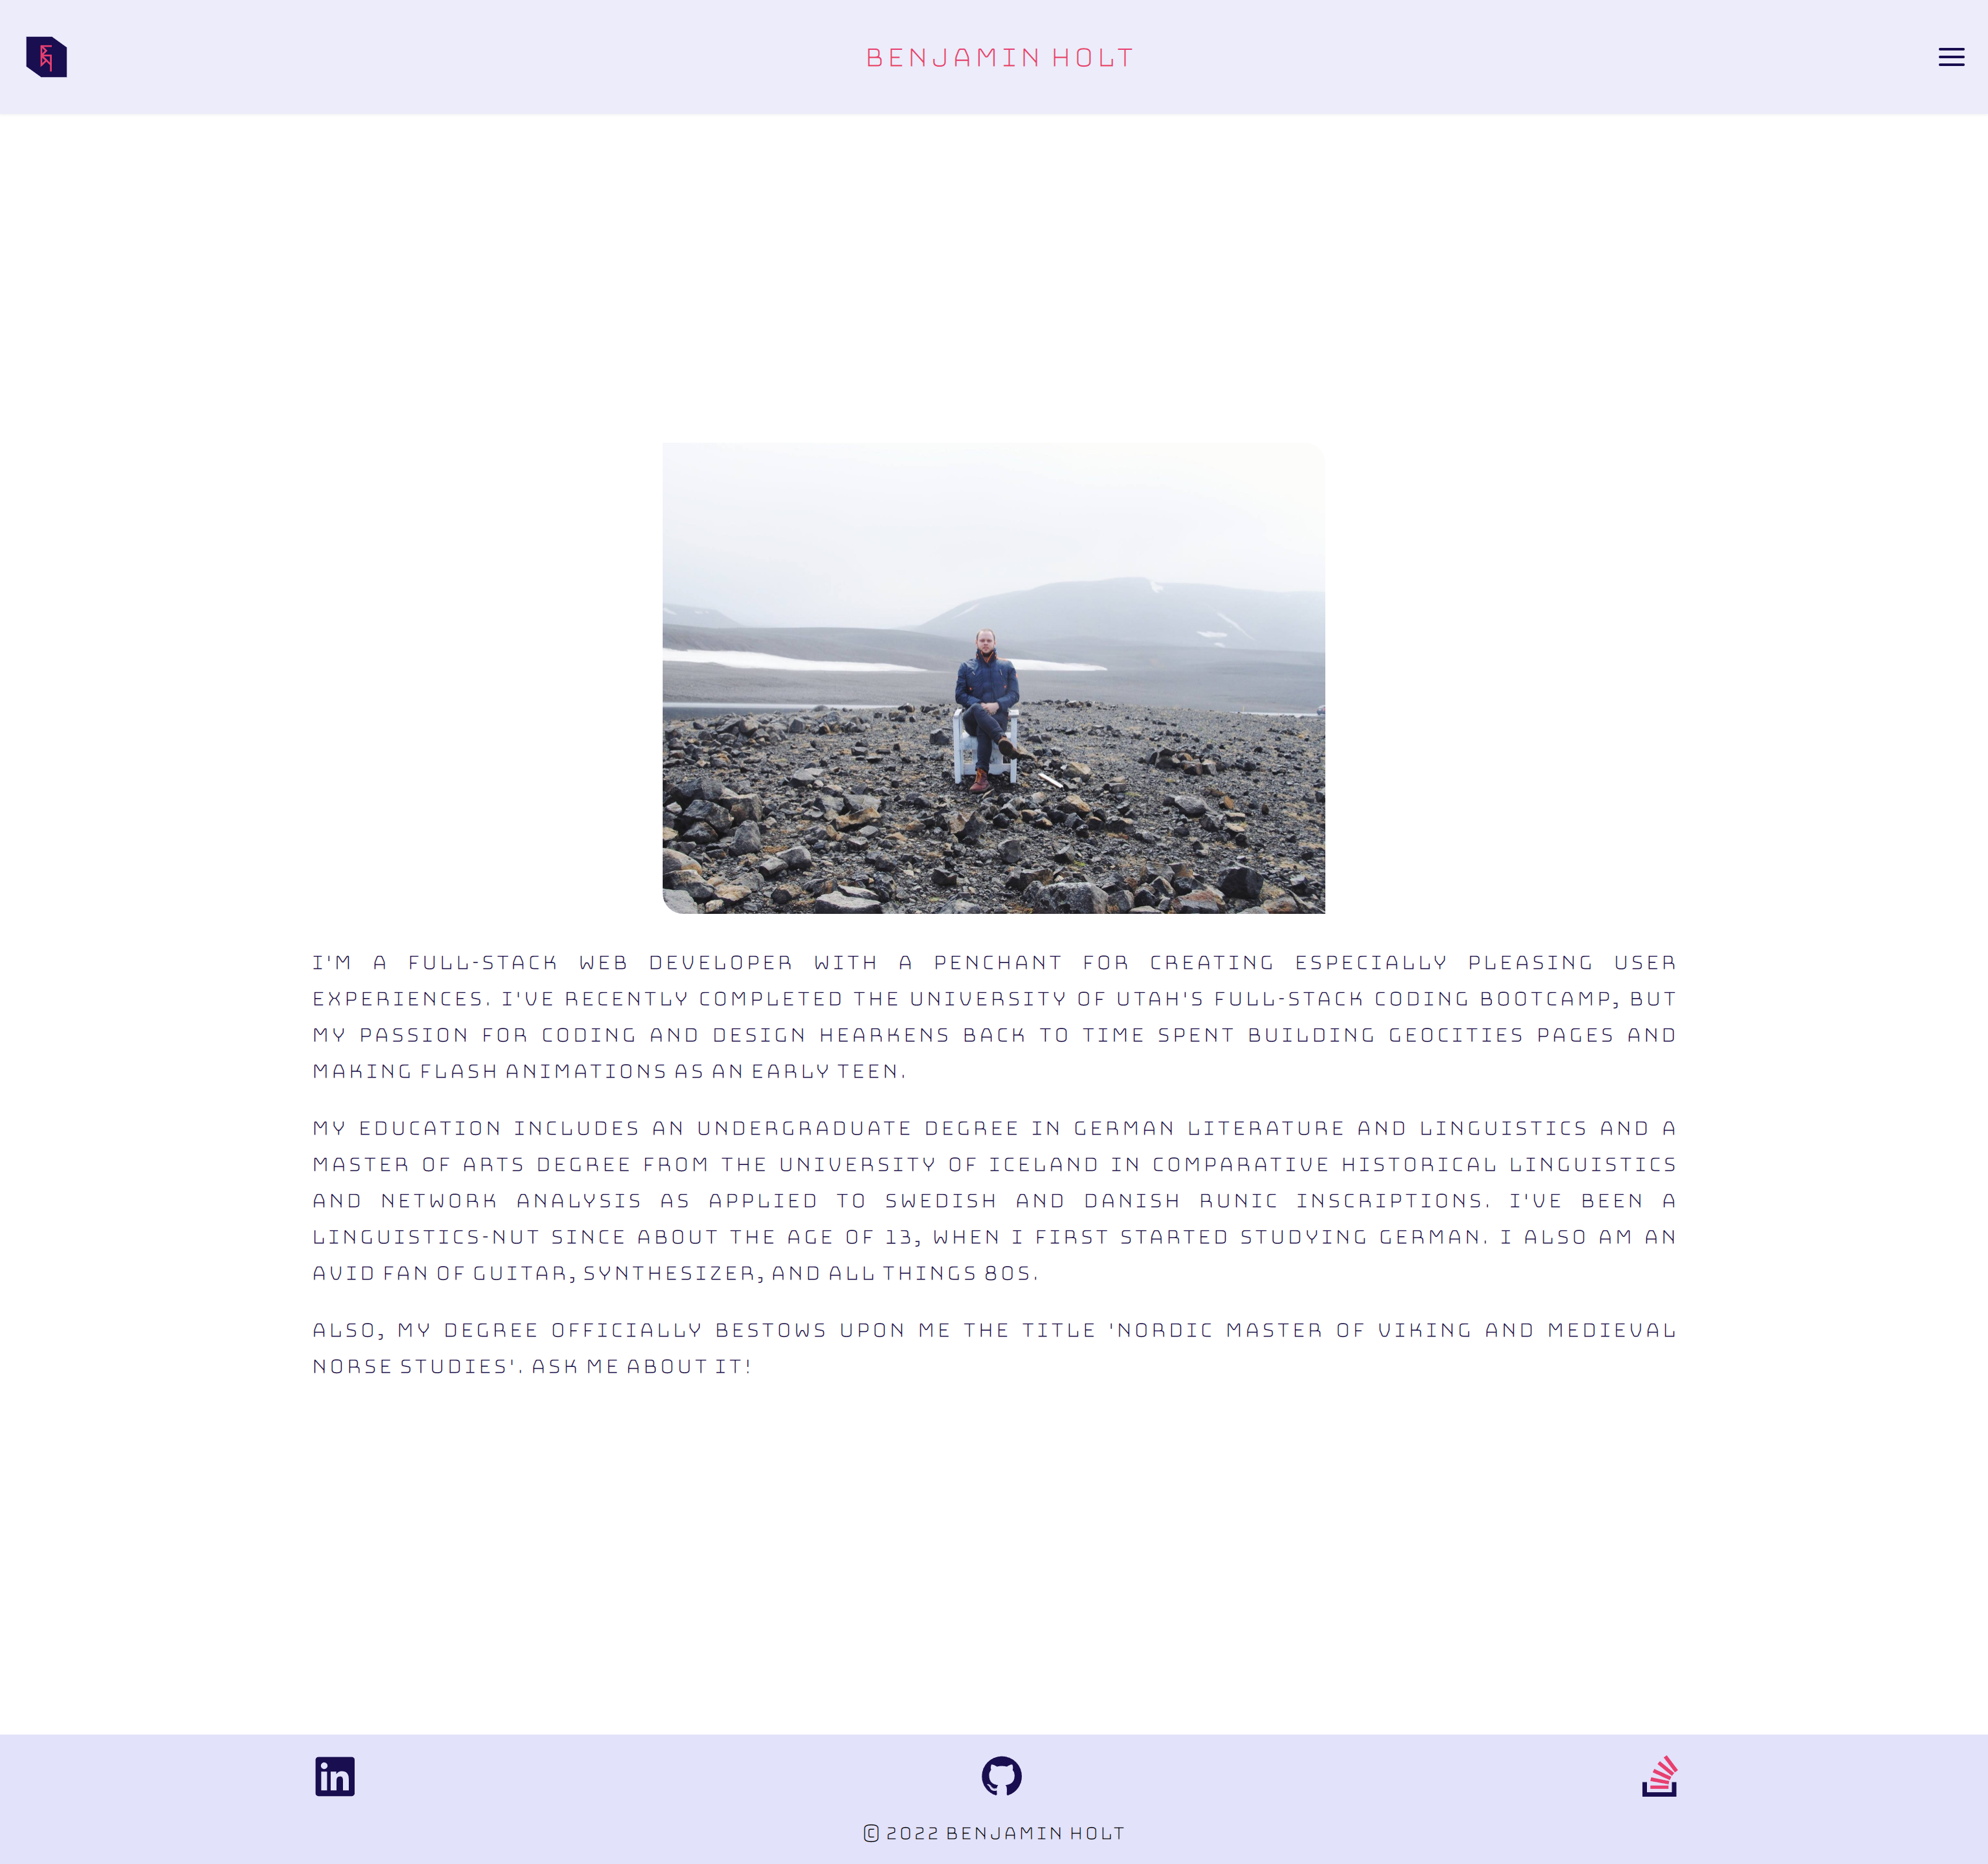 BENJAMIN HOLT
I'M A FULL-STACK WEB DEVELOPER WITH A PENCHANT FOR CREATING ESPECIALLY PLEASING USER
EXPERIENCES. I'VE RECENTLY COMPLETED THE UNIVERSITY OF UTAH'S FULL-STACK CODING BOOTCAMP, BUT
MY PASSION FOR CODING AND DESIGN HEARKENS BACK TO TIME SPENT BUILDING GEOCITIES PAGES AND
MAKING FLASH ANIMATIONS AS AN EARLY TEEN.
MY EDUCATION INCLUDES AN UNDERGRADUATE DEGREE IN GERMAN LITERATURE AND LINGUISTICS AND A
MASTER OF ARTS DEGREE FROM THE UNIVERSITY OF ICELAND IN COMPARATIVE HISTORICAL LINGUISTICS
AND NETWORK ANALYSIS AS APPLIED TO SWEDISH AND DANISH RUNIC INSCRIPTIONS. I'VE BEEN A
LINGUISTICS-NUT SINCE ABOUT THE AGE OF 13, WHEN I FIRST STARTED STUDYING GERMAN. I ALSO AM AN
AVID FAN OF GUITAR, SYNTHESIZER, AND ALL THINGS 80S.
ALSO, MY DEGREE OFFICIALLY BESTOWS UPON ME THE TITLE 'NORDIC MASTER OF VIKING AND MEDIEVAL
NORSE STUDIES'. ASK ME ABOUT IT!
in
© 2022 BENJAMIN HOLT